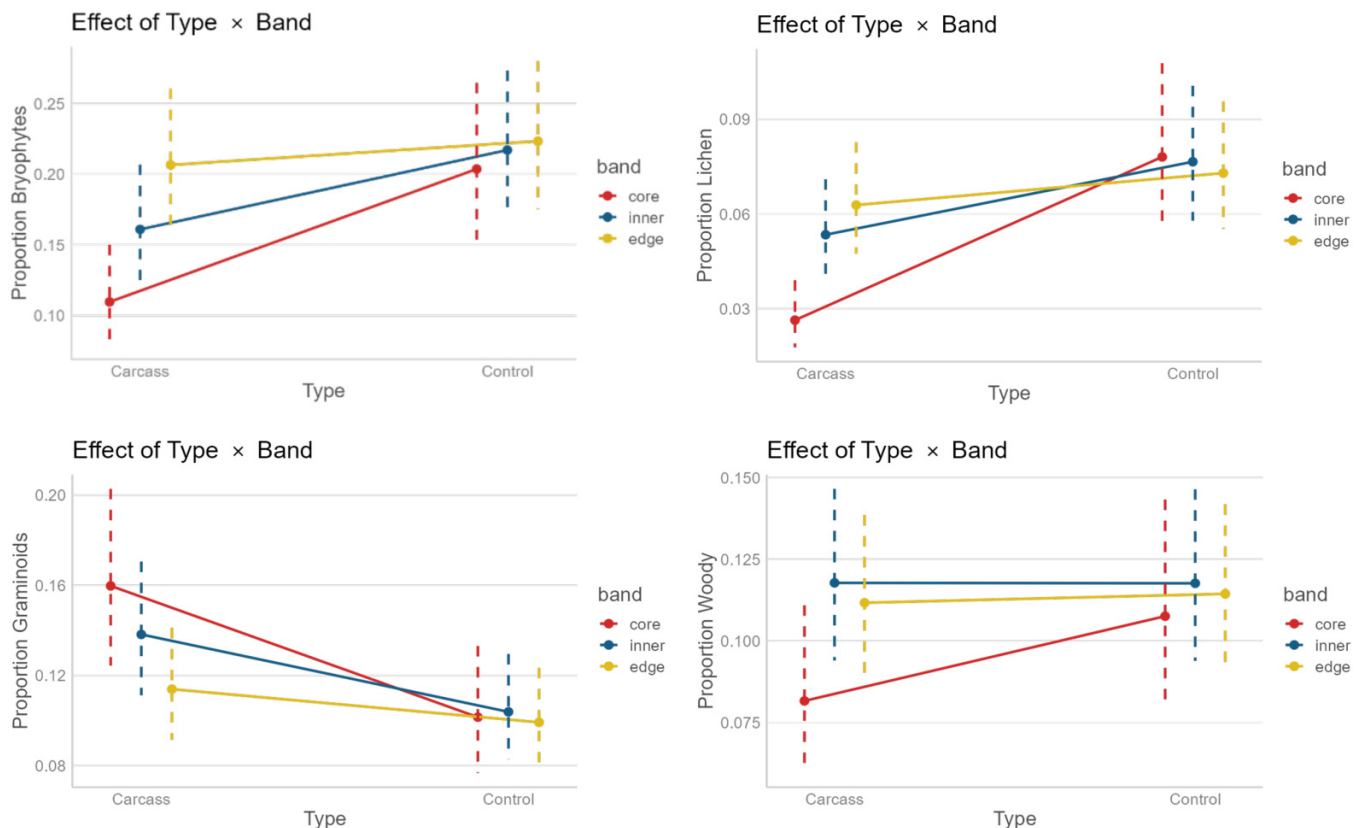 Effect of Type × Band
Proportion Bryophytes
0.25
0.20
0.15
0.10
Carcass Control
Type
band
core
inner
edge
Effect of Type × Band
Proportion Lichen
0.09
0.06
0.03
Carcass Control
Type
band
core
inner
edge
Effect of Type × Band
Proportion Graminoids
0.20
0.16
0.12
0.08
Carcass Control
Type
band
core
inner
edge
Effect of Type × Band
Proportion Woody
0.150
0.125
0.100
0.075
Carcass Control
Type
band
core
inner
edge